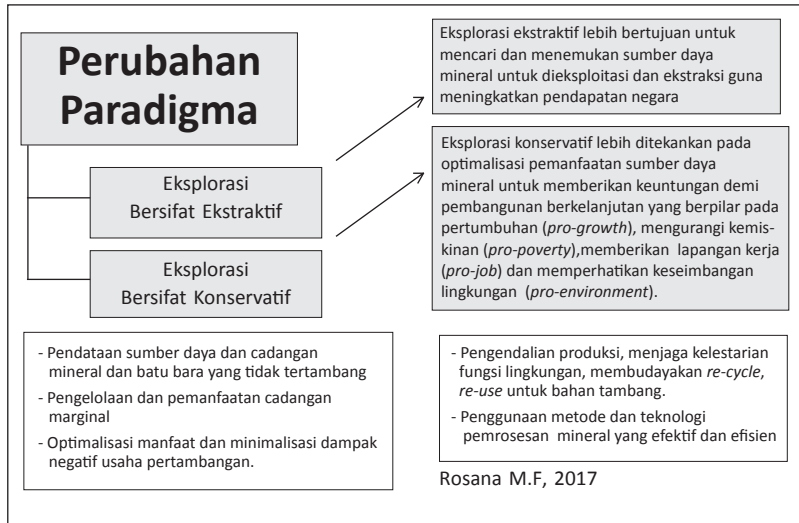 Perubahan
Paradigma
Eksplorasi
Bersifat Ekstraktif
Eksplorasi
Bersifat Konservatif
Eksplorasi ekstraktif lebih bertujuan untuk
mencari dan menemukan sumber daya
mineral untuk dieksploitasi dan ekstraksi guna
meningkatkan pendapatan negara
Eksplorasi konservatif lebih ditekankan pada
optimalisasi pemanfaatan sumber daya
mineral untuk memberikan keuntungan demi
pembangunan berkelanjutan yang berpilar pada
pertumbuhan (pro-growth), mengurangi kemis-
kinan (pro-poverty),memberikan lapangan kerja
(pro-job) dan memperhatikan keseimbangan
lingkungan (pro-environment).
- Pendataan sumber daya dan cadangan
mineral dan batu bara yang tidak tertambang
- Pengelolaan dan pemanfaatan cadangan
marginal
- Optimalisasi manfaat dan minimalisasi dampak
negatif usaha pertambangan.
- Pengendalian produksi, menjaga kelestarian
fungsi lingkungan, membudayakan re-cycle,
re-use untuk bahan tambang.
- Penggunaan metode dan teknologi
pemrosesan mineral yang efektif dan efisien
Rosana M.F, 2017